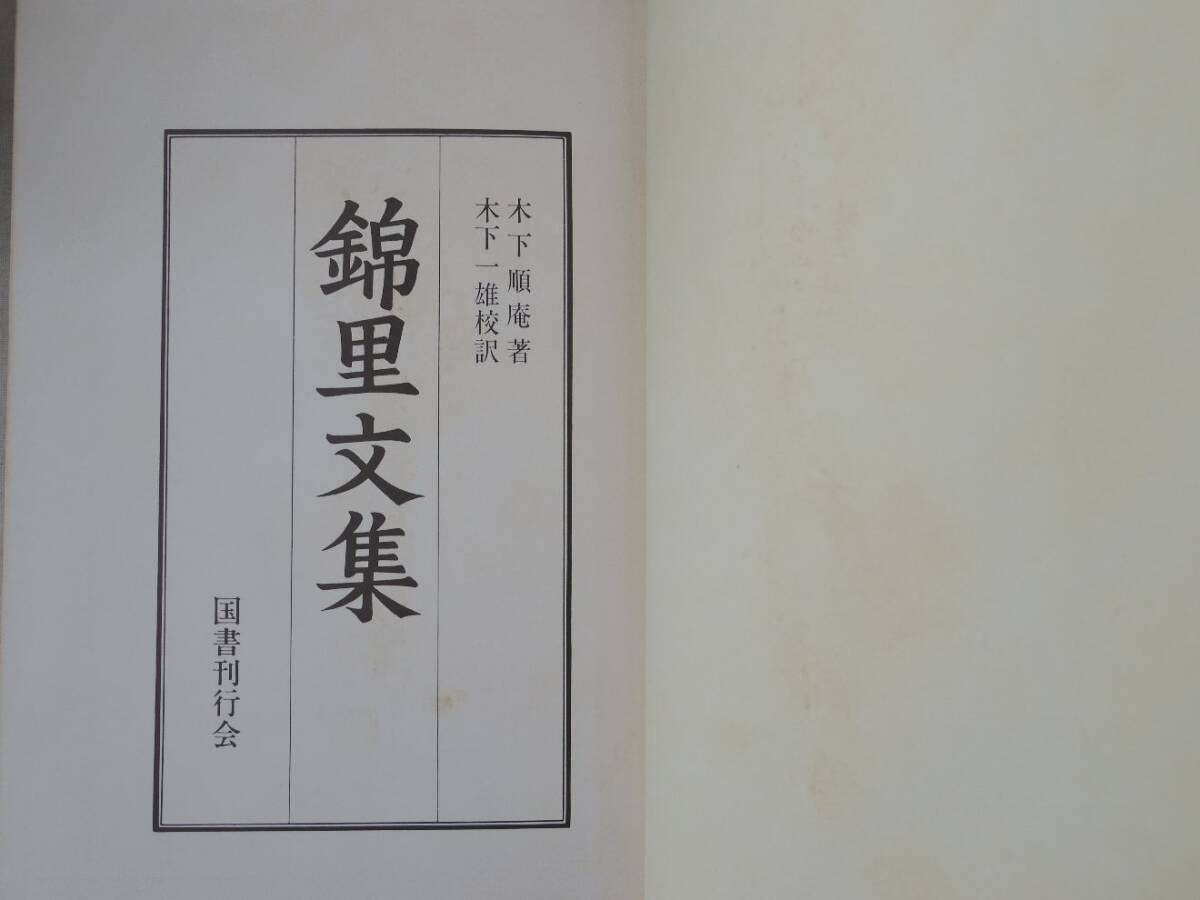 木下順庵著
木下一雄校訳
錦里文集
国書刊行会